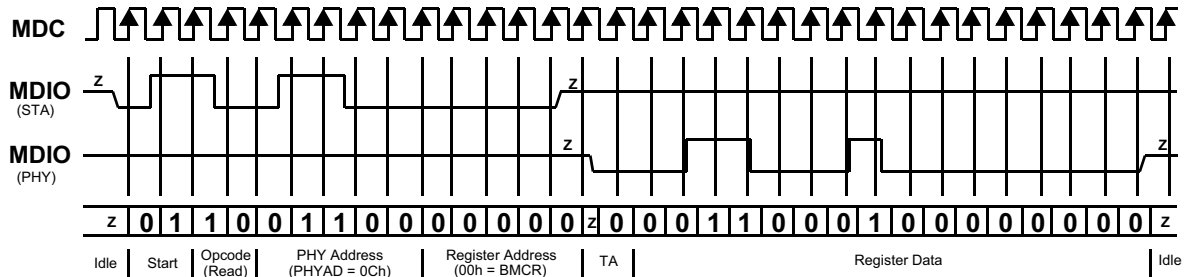 MDC
MDIO
(STA)
z
z
MDIO
(PHY)
z
z
z 0 1 1 0 0 1 1 0 0 0 0 0 0 0 z 0 0 0 1 1 0 0 0 1 0 0 0 0 0 0 0 0 z
Idle
Start
Opcode
(Read)
PHY Address
(PHYAD = 0Ch)
Register Address
(00h = BMCR)
TA
Register Data
Idle